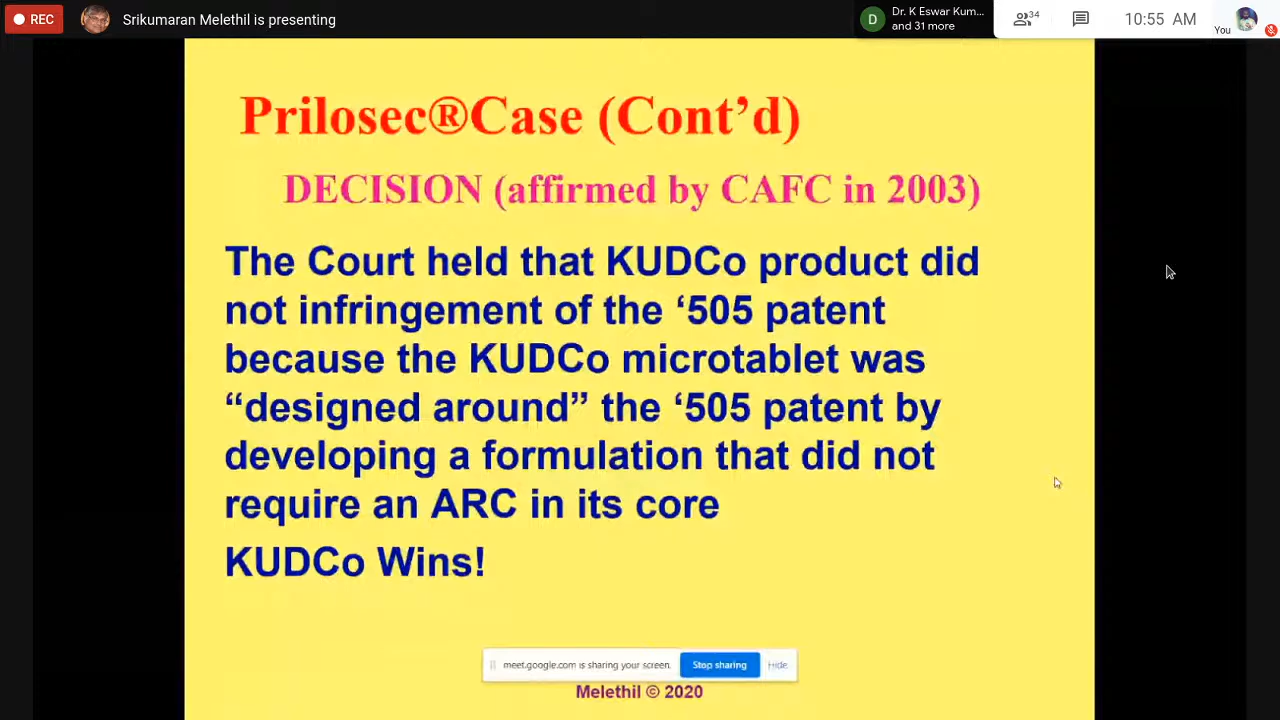 REC
Srikumaran Melethil is presenting
D
Dr. K Eswar Kum...
and 31 more
34
10:55 AM
You
Prilosec®Case (Cont’d)
DECISION (affirmed by CAFC in 2003)
The Court held that KUDCo product did
not infringement of the ‘505 patent
because the KUDCo microtablet was
“designed around” the ‘505 patent by
developing a formulation that did not
require an ARC in its core
KUDCo Wins!
meet.google.com is sharing your screen.
Stop sharing
Hide
Melethil © 2020